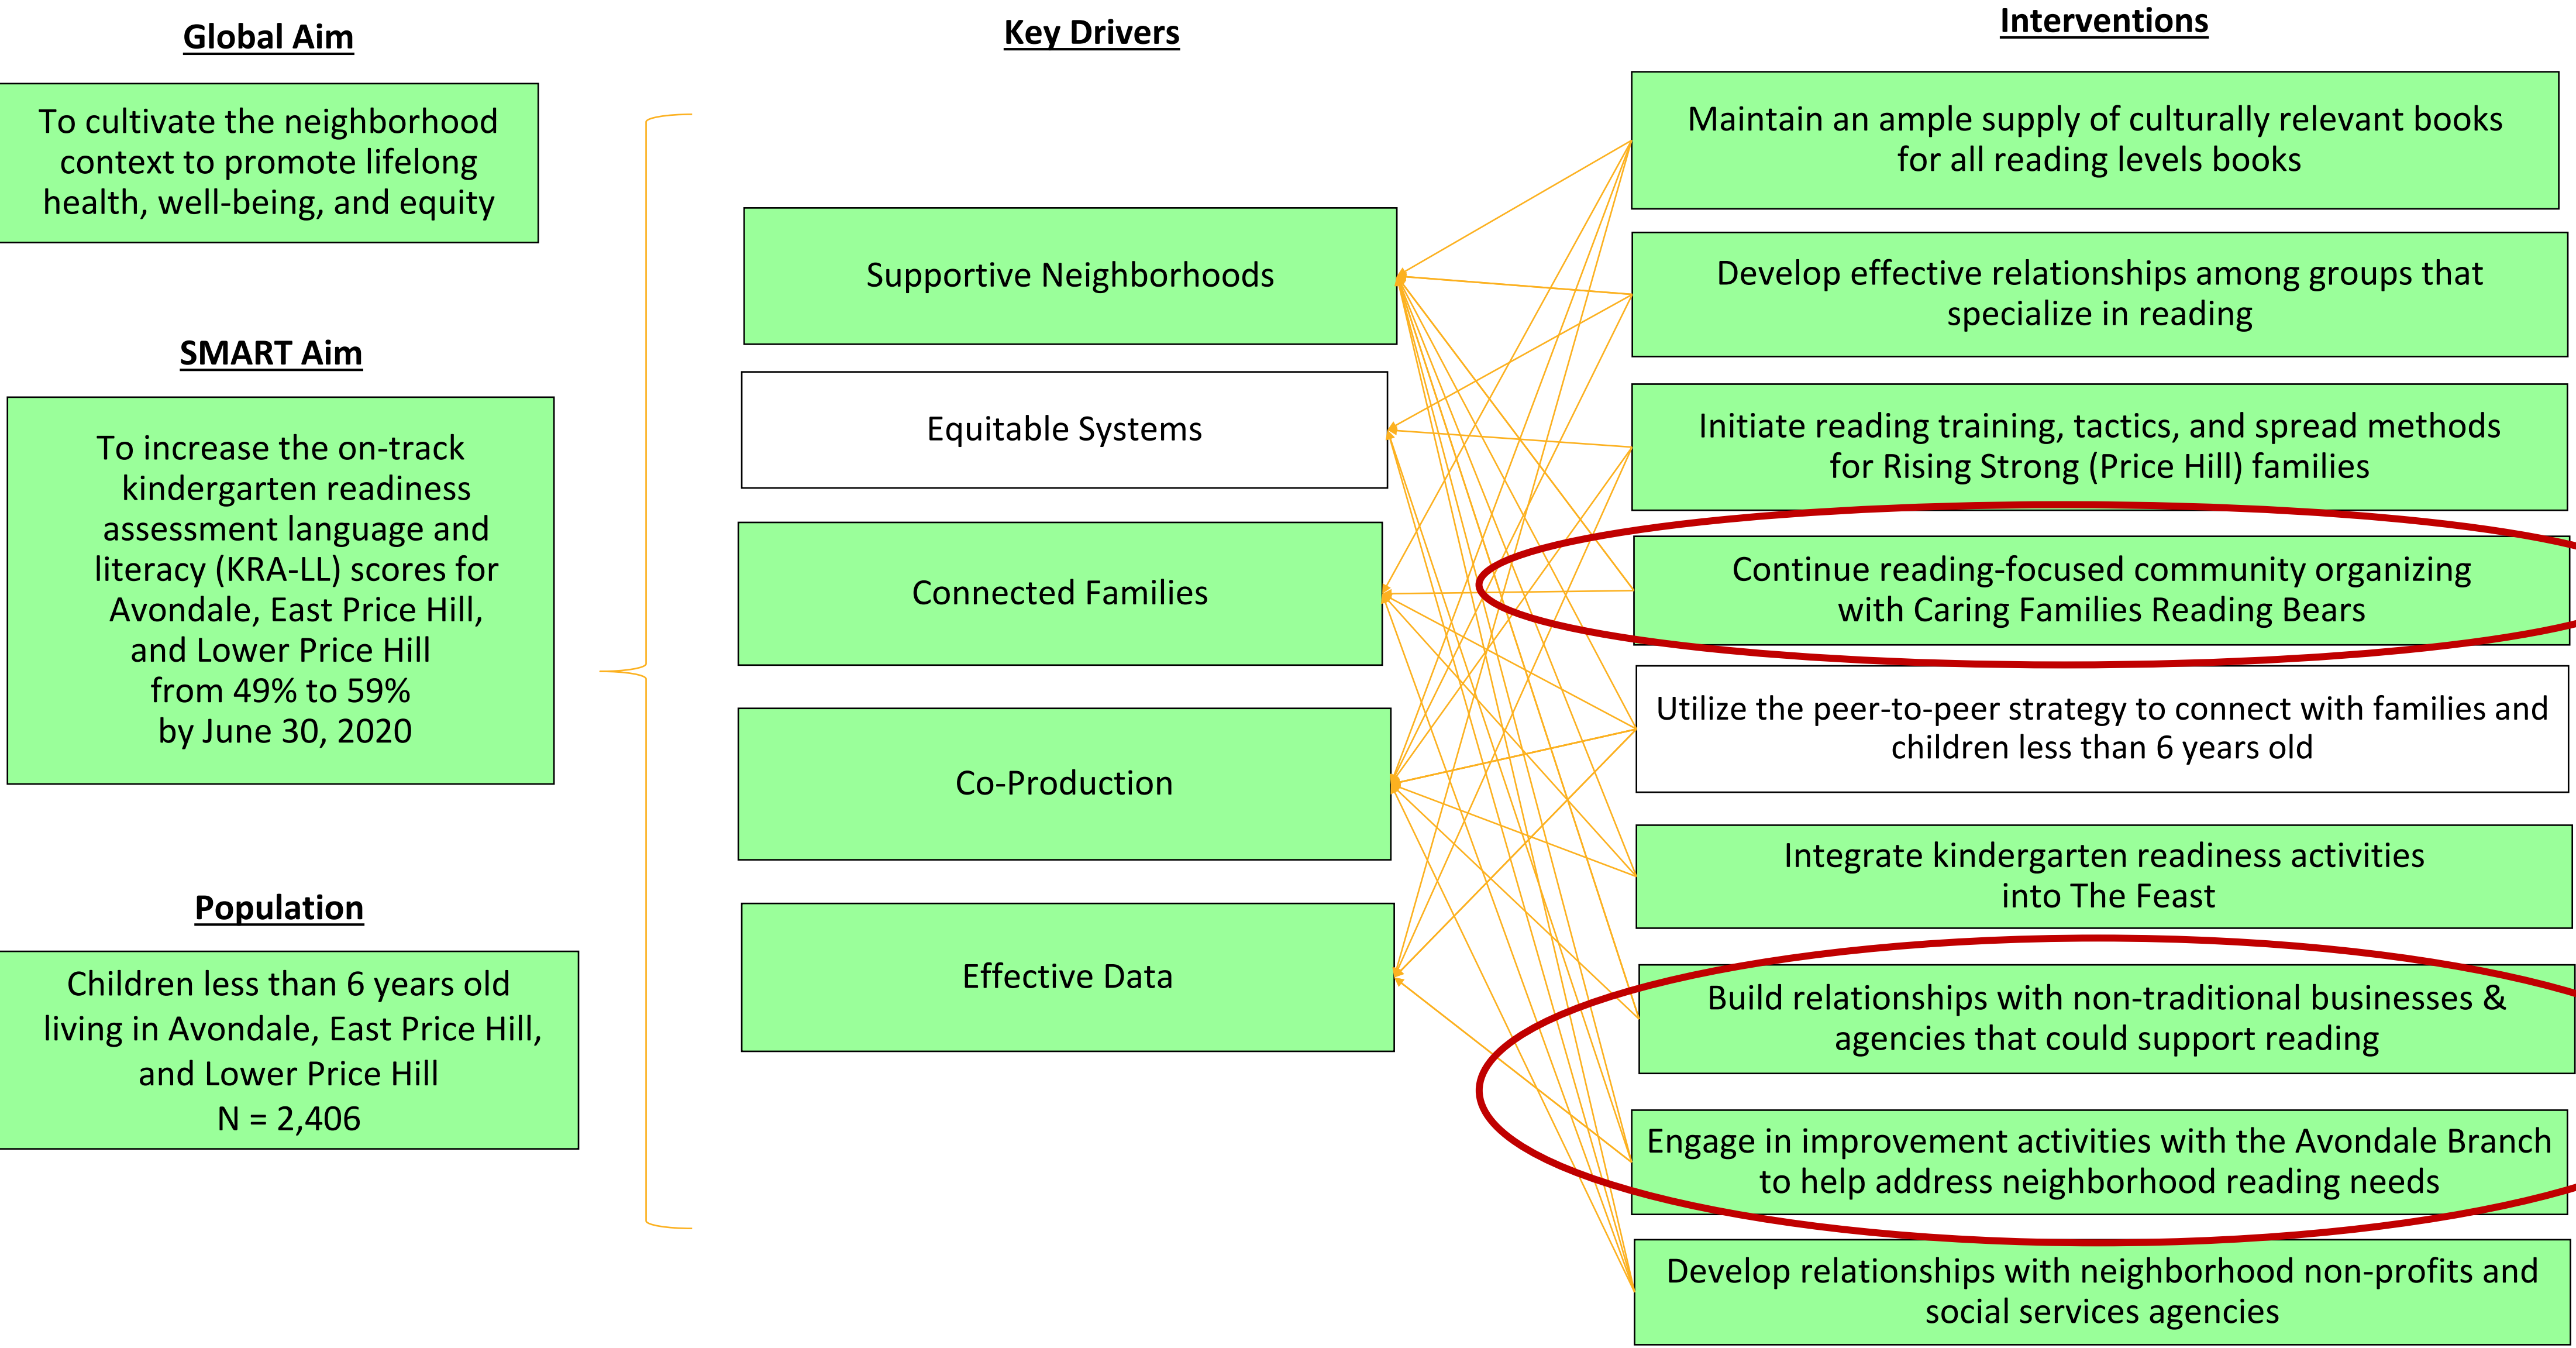 Global Aim
To cultivate the neighborhood
context to promote lifelong
health, well-being, and equity
SMART Aim
To increase the on-track
kindergarten readiness
assessment language and
literacy (KRA-LL) scores for
Avondale, East Price Hill,
and Lower Price Hill
from 49% to 59%
by June 30, 2020
Population
Children less than 6 years old
living in Avondale, East Price Hill,
and Lower Price Hill
N = 2,406
Key Drivers
Supportive Neighborhoods
Equitable Systems
Connected Families
Co-Production
Effective Data
Interventions
Maintain an ample supply of culturally relevant books
for all reading levels books
Develop effective relationships among groups that
specialize in reading
Initiate reading training, tactics, and spread methods
for Rising Strong (Price Hill) families
Continue reading-focused community organizing
with Caring Families Reading Bears
Utilize the peer-to-peer strategy to connect with families and
children less than 6 years old
Integrate kindergarten readiness activities
into The Feast
Build relationships with non-traditional businesses &
agencies that could support reading
Engage in improvement activities with the Avondale Branch
to help address neighborhood reading needs
Develop relationships with neighborhood non-profits and
social services agencies